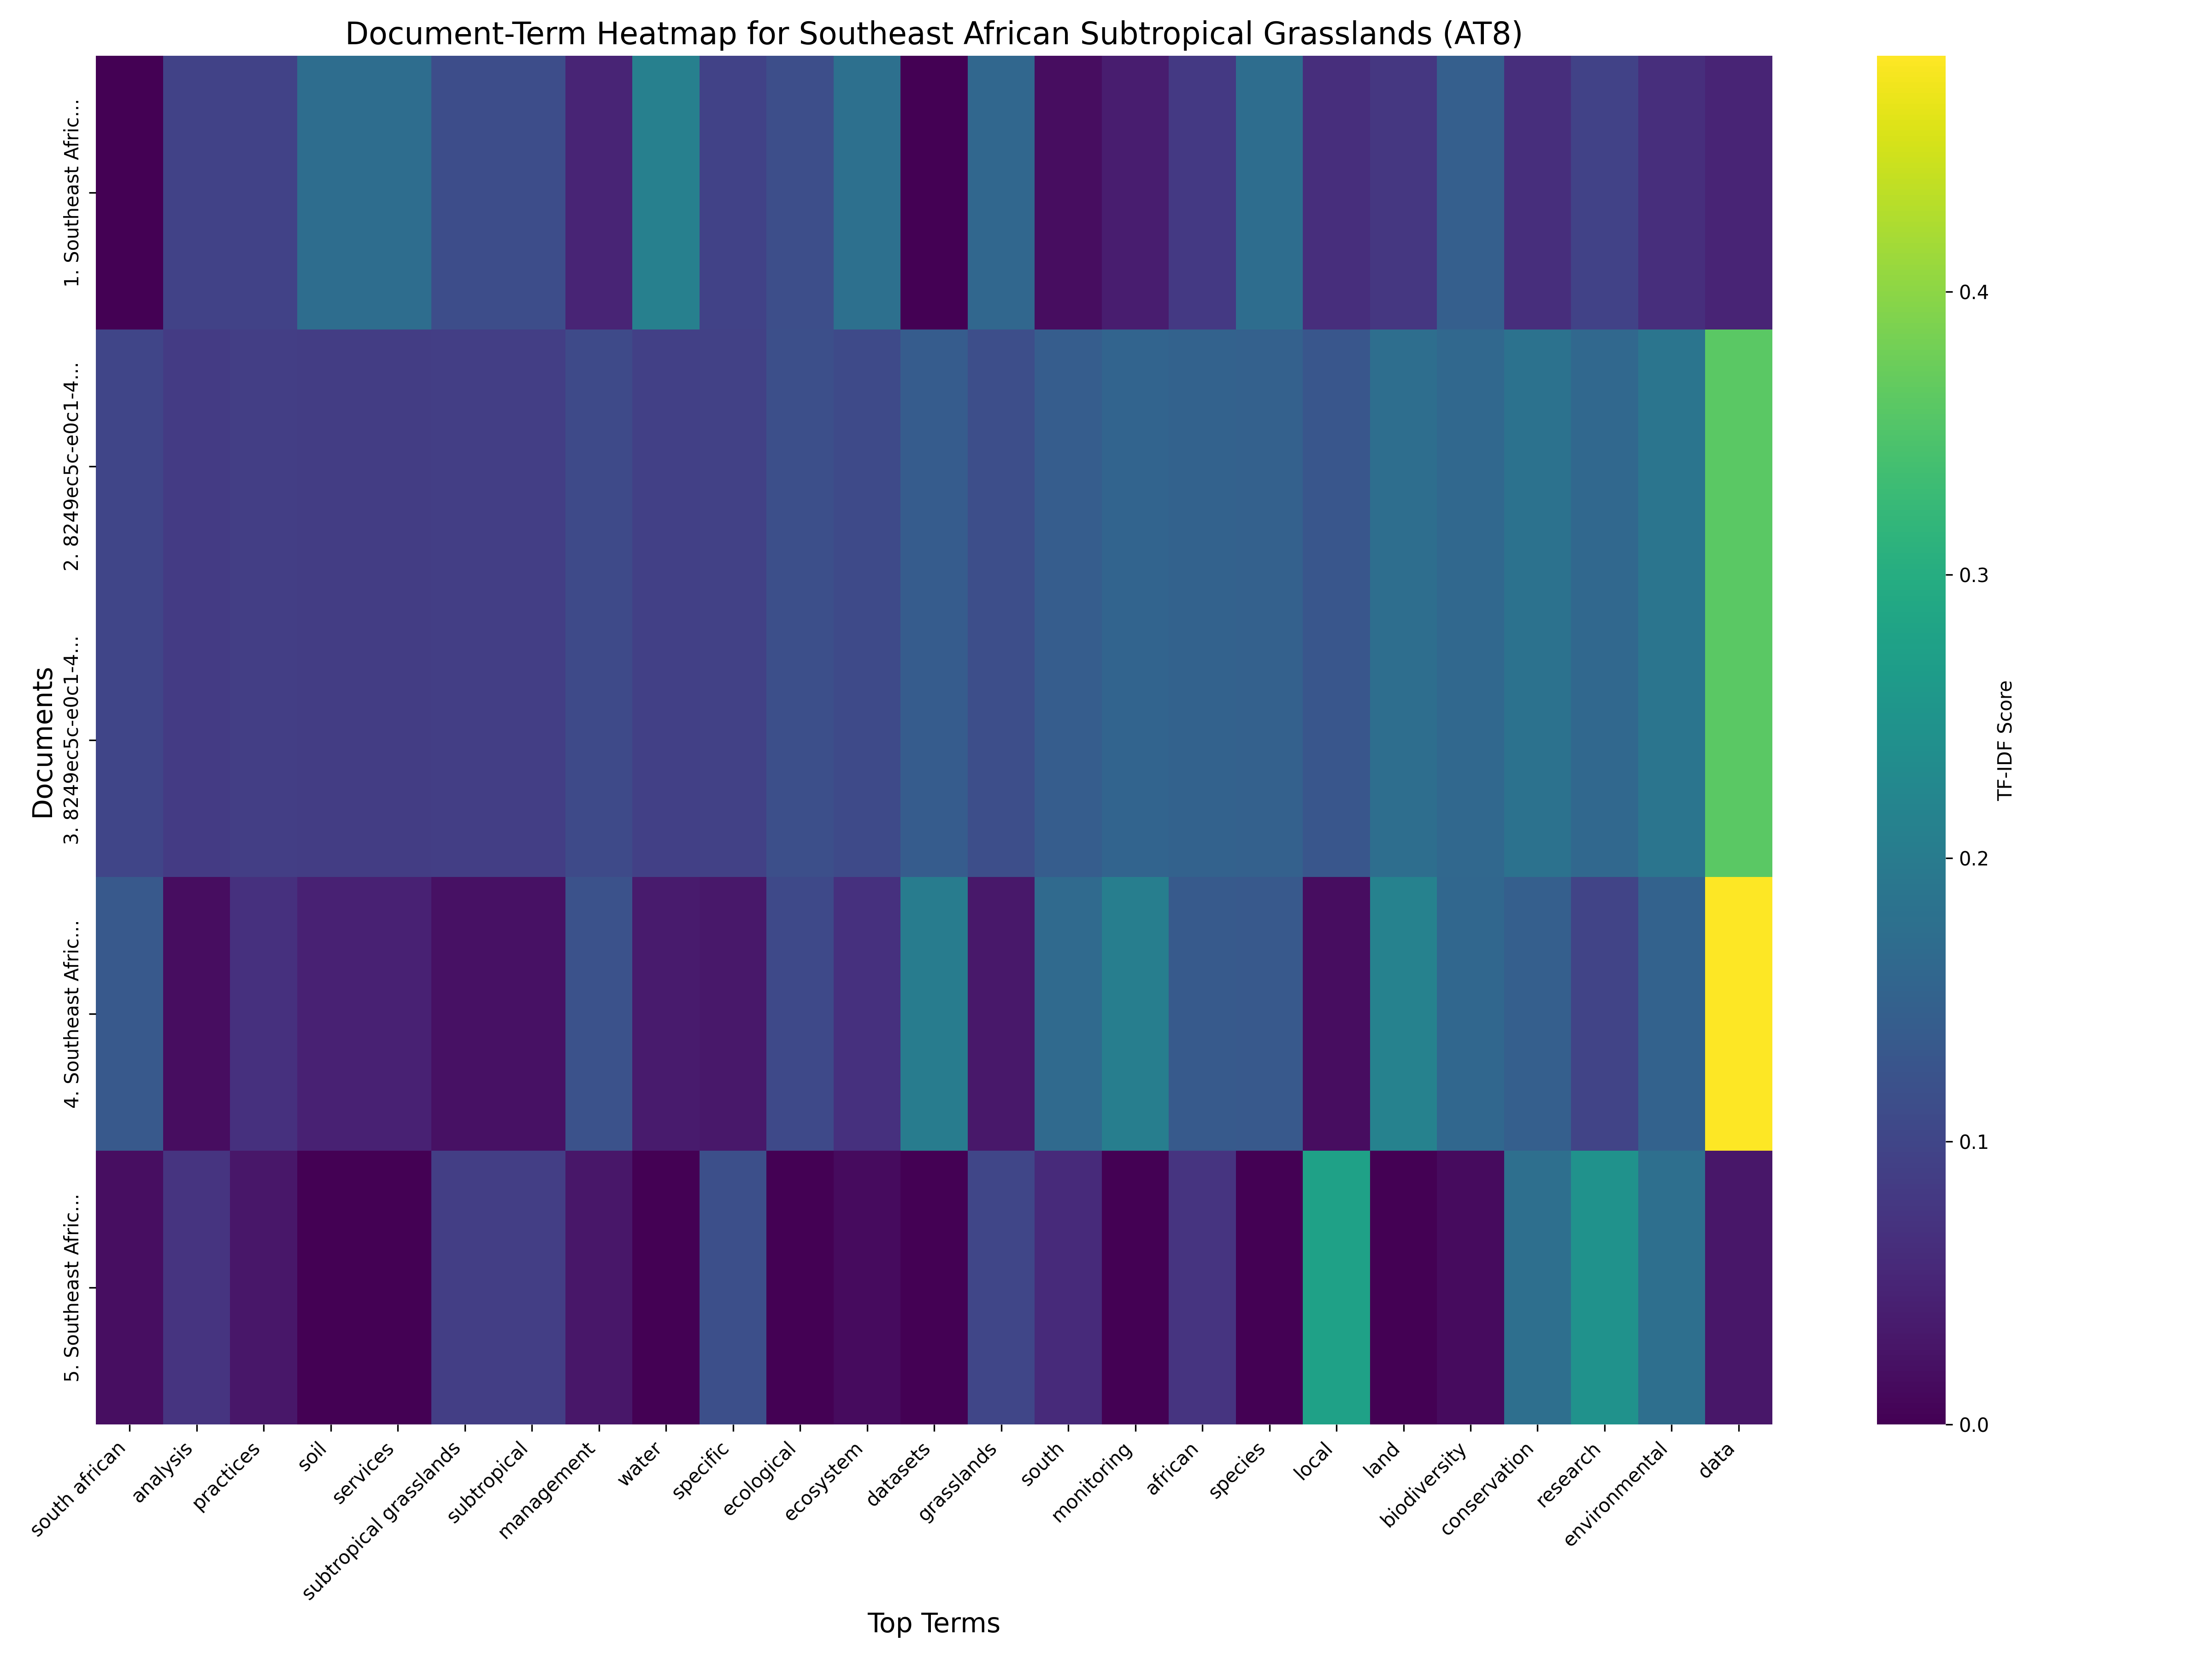 Document-Term Heatmap for Southeast African Subtropical Grasslands (AT8)
Documents
1. Southeast Afric...
2. 8249ec5c-e0c1-4...
3. 8249ec5c-e0c1-4...
4. Southeast Afric...
5. Southeast Afric...
south african
analysis
practices
soil
services
subtropical grasslands
subtropical
management
water
specific
ecological
ecosystem
datasets
grasslands
south
monitoring
african
species
local
land
biodiversity
conservation
research
environmental
data
Top Terms
0.4
0.3
0.2
0.1
0.0
TF-IDF Score